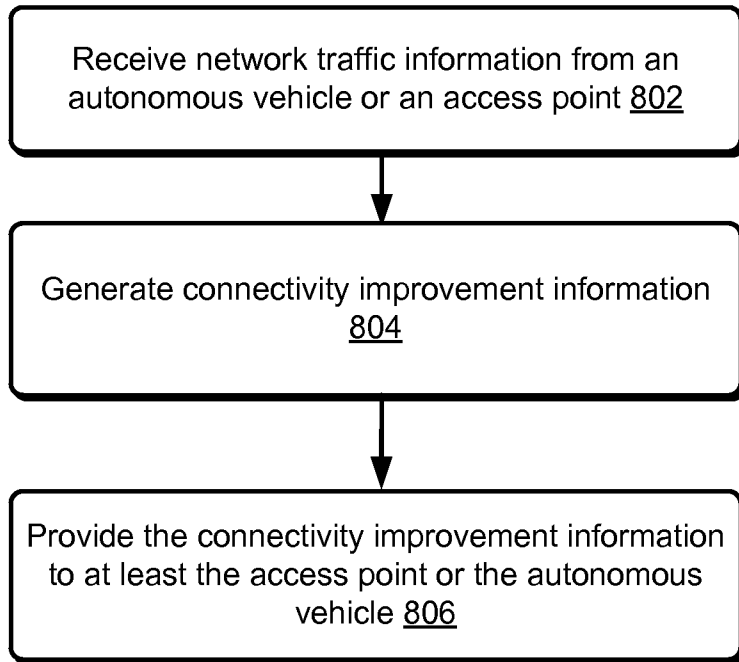 Receive network traffic information from an
autonomous vehicle or an access point 802
Generate connectivity improvement information
804
Provide the connectivity improvement information
to at least the access point or the autonomous
vehicle 806